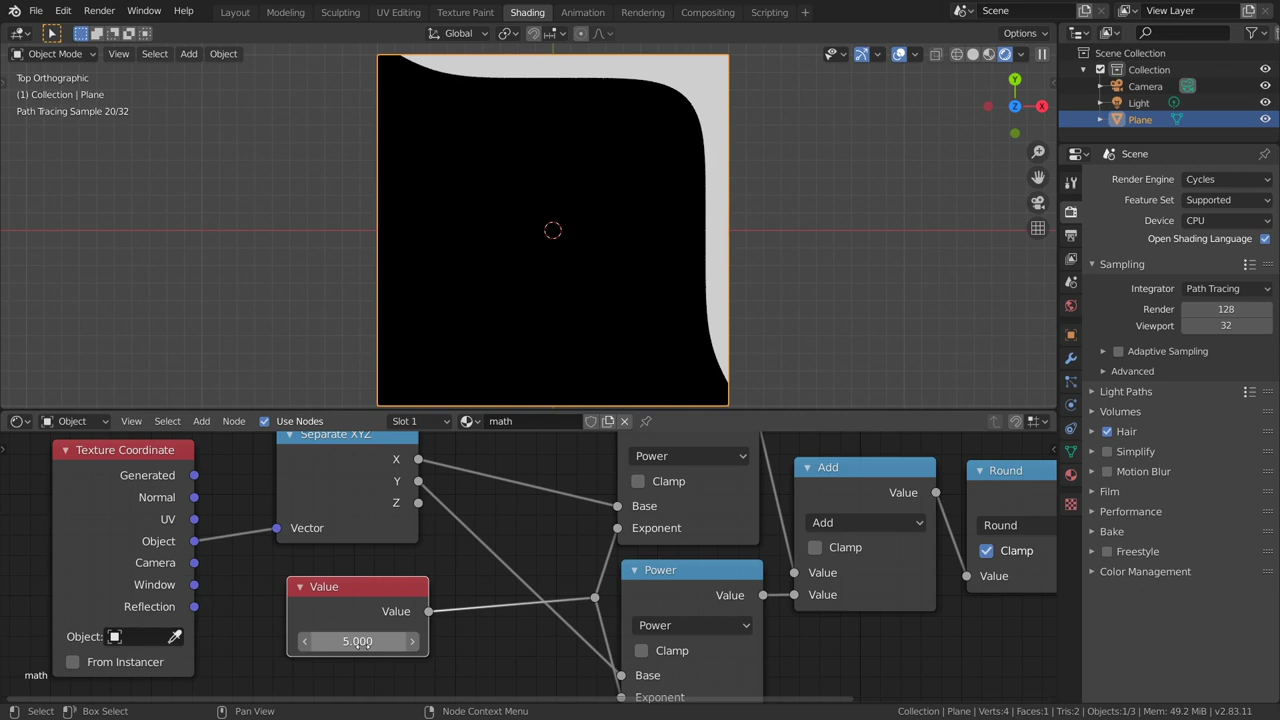 File Edit Render Window Help Layout Modeling Sculpting UV Editing Texture Paint Shading Animation Rendering Compositing Scripting + Scene View Layer
Global Options
Object Mode View Select Add Object
Top Orthographic
(1) Collection | Plane
Path Tracing Sample 20/32
Y
Z
X
Scene Collection
Collection
Camera
Light
Plane
Scene
Render Engine Cycles
Feature Set Supported
Device CPU
Open Shading Language
Sampling
Integrator Path Tracing
Render 128
Viewport 32
Adaptive Sampling
Advanced
Light Paths
Volumes
Hair
Simplify
Motion Blur
Film
Performance
Bake
Freestyle
Color Management
Object View Select Add Node Use Nodes Slot 1 math
Texture Coordinate
Generated
Normal
UV
Object
Camera
Window
Reflection
Object:
From Instancer
math
Separate XYZ
X
Y
Z
Vector
Value
Value
5.000
Power
Clamp
Base
Exponent
Power
Value
Power
Clamp
Base
Exponent
Add
Value
Add
Clamp
Value
Value
Round
Round
Clamp
Value
Select Box Select Pan View Node Context Menu Collection | Plane | Verts:4 | Faces:1 | Tris:2 | Objects:1/3 | Mem: 49.2 MiB | v2.83.11